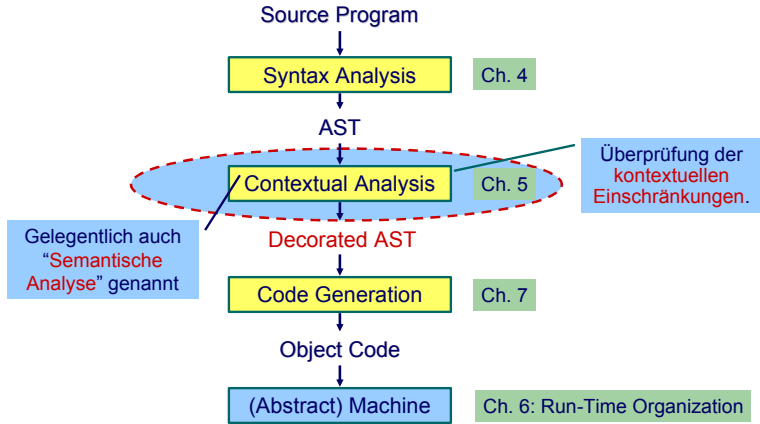 Source Program
Syntax Analysis
Ch. 4
AST
Contextual Analysis
Ch. 5
Überprüfung der
kontextuellen
Einschränkungen.
Gelegentlich auch
“Semantische
Analyse” genannt
Decorated AST
Code Generation
Ch. 7
Object Code
(Abstract) Machine
Ch. 6: Run-Time Organization